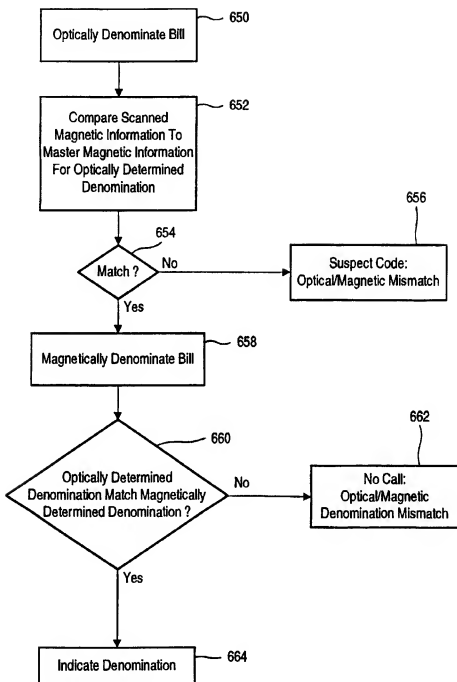 650
Optically Denominate Bill
652
Compare Scanned
Magnetic Information To
Master Magnetic Information
For Optically Determined
Denomination
654
Match ?
No
656
Suspect Code:
Optical/Magnetic Mismatch
Yes
658
Magnetically Denominate Bill
660
Optically Determined
Denomination Match Magnetically
Determined Denomination ?
No
662
No Call:
Optical/Magnetic
Denomination Mismatch
Yes
Indicate Denomination
664